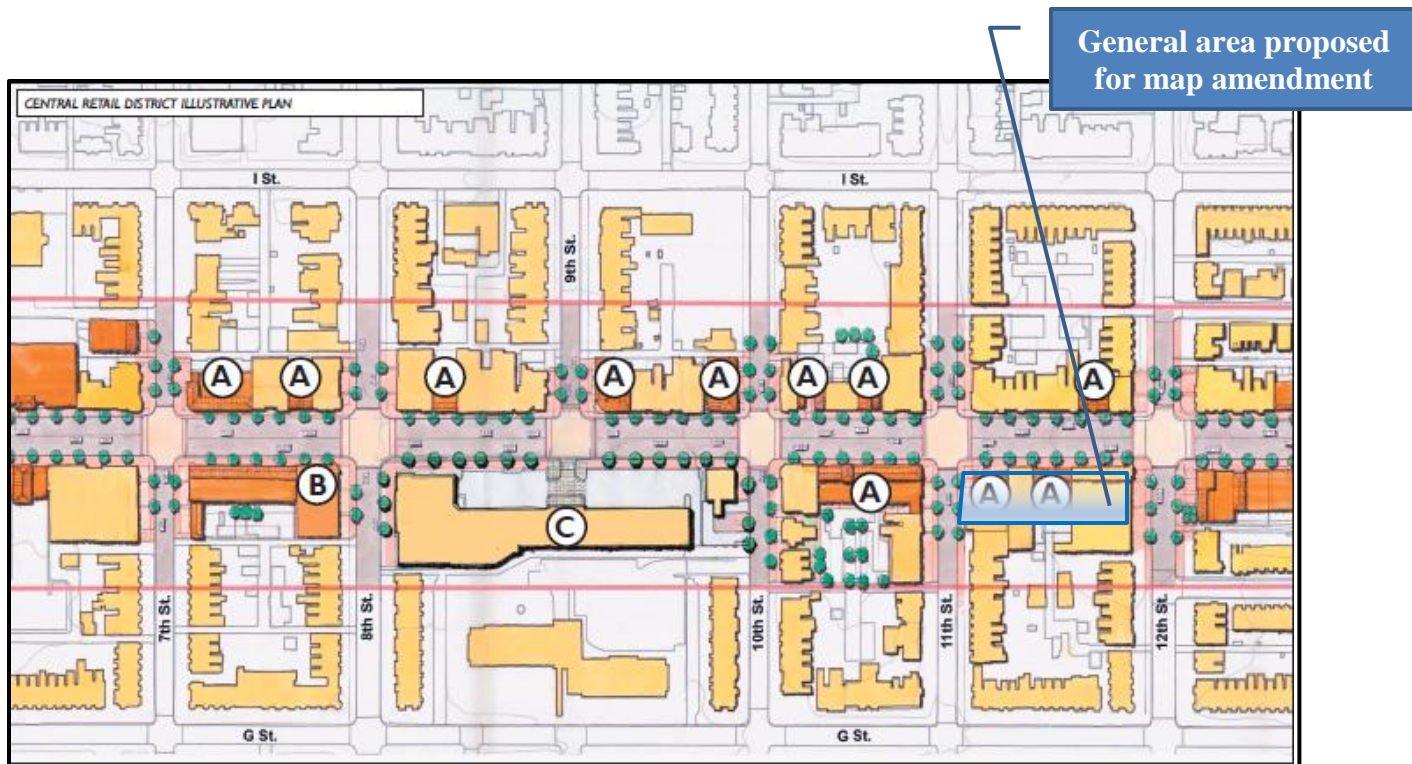 General area proposed
for map amendment
CENTRAL RETAIL DISTRICT ILLUSTRATIVE PLAN
I St.
I St.
9th St.
A
A
A
A
A
A
A
A
B
C
A
A
A
7th St.
8th St.
10th St.
11th St.
12th St.
G St.
G St.